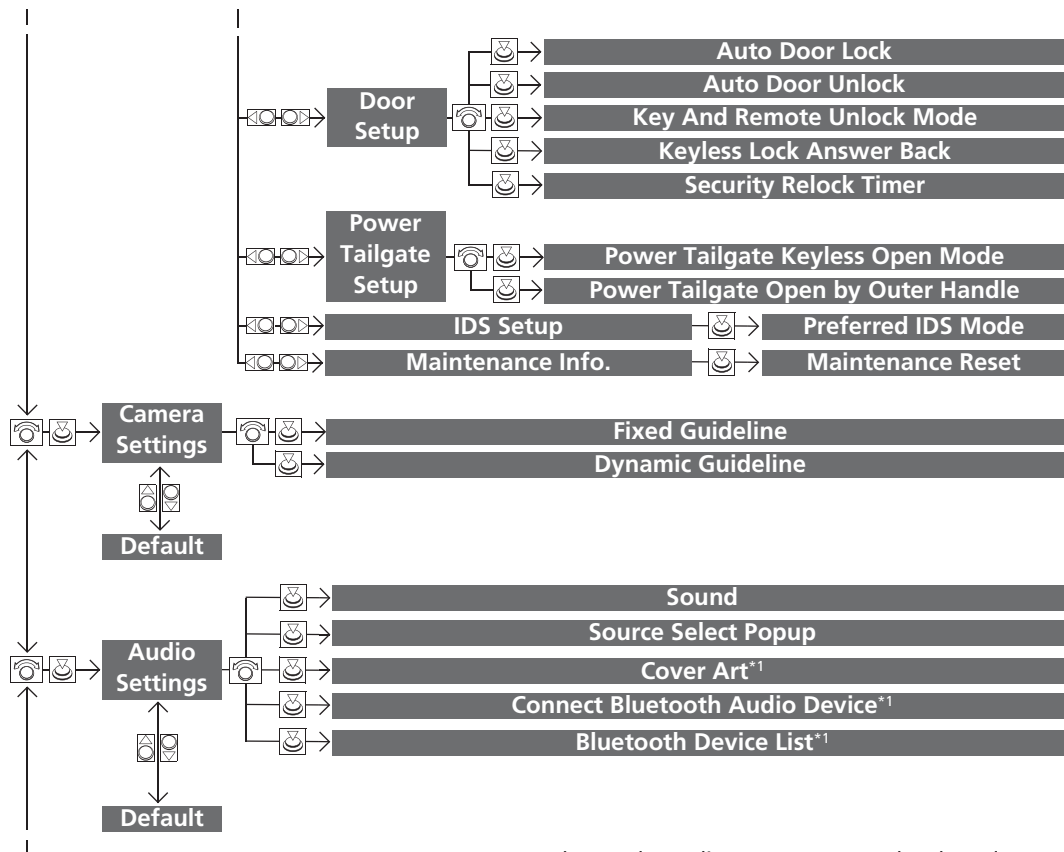 Auto Door Lock
Auto Door Unlock
Door
Setup
Key And Remote Unlock Mode
Keyless Lock Answer Back
Security Relock Timer
Power
Tailgate
Setup
Power Tailgate Keyless Open Mode
Power Tailgate Open by Outer Handle
IDS Setup
Preferred IDS Mode
Maintenance Info.
Maintenance Reset
Camera
Settings
Fixed Guideline
Dynamic Guideline
Default
Sound
Source Select Popup
Audio
Settings
Cover Art*1
Connect Bluetooth Audio Device*1
Bluetooth Device List*1
Default